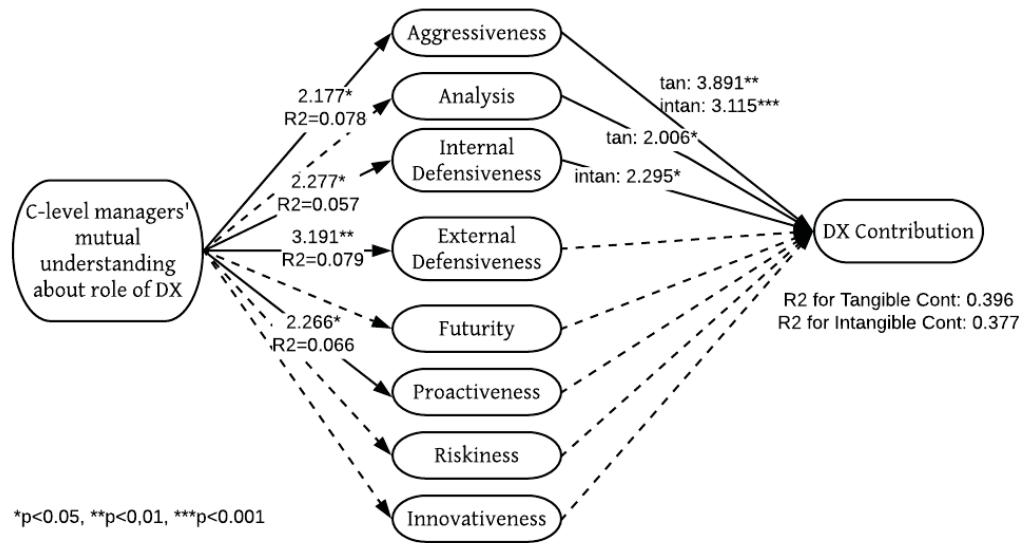 Aggressiveness
tan: 3.891**
intan: 3.115***
2.177*
R2=0.078
Analysis
tan: 2.006*
Internal
Defensiveness
intan: 2.295*
2.277*
R2=0.057
C-level managers'
mutual
understanding
about role of DX
3.191**
R2=0.079
External
Defensiveness
DX Contribution
R2 for Tangible Cont: 0.396
R2 for Intangible Cont: 0.377
Futurity
2.266*
R2=0.066
Proactiveness
Riskiness
Innovativeness
*p<0.05, **p<0,01, ***p<0.001